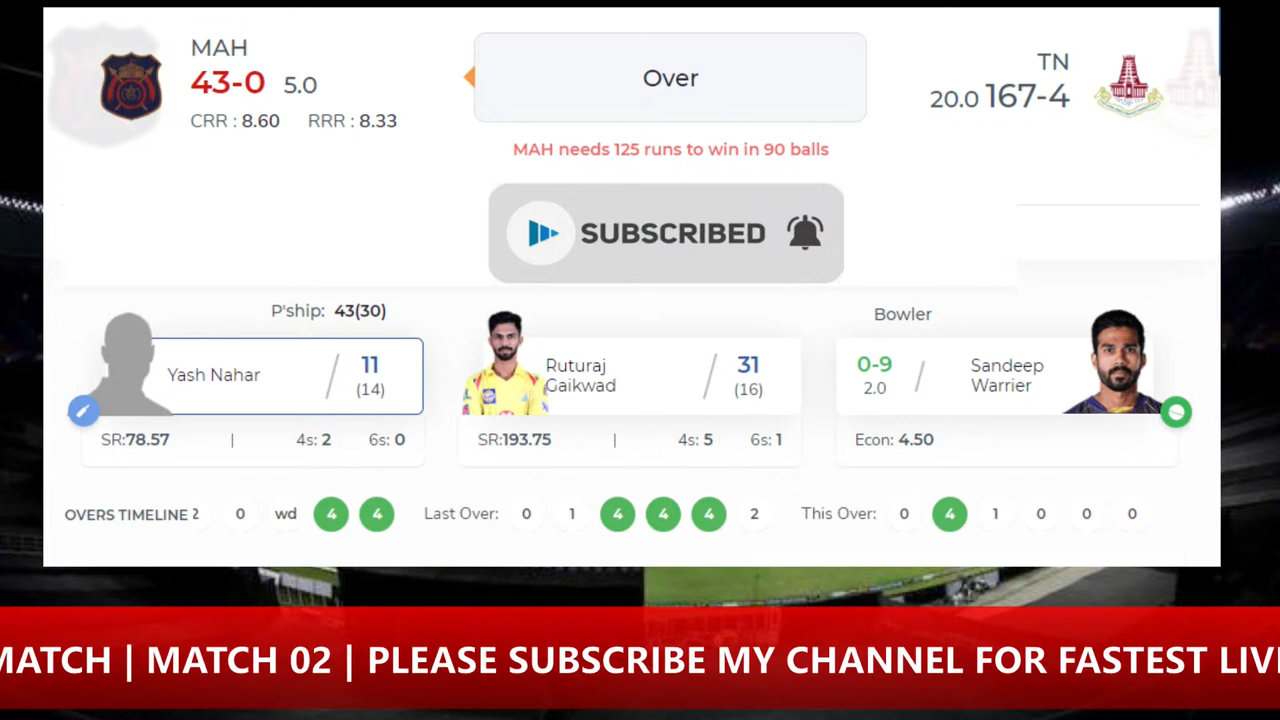 MAH
43-0 5.0
CRR : 8.60 RRR : 8.33
Over
TN
20.0 167-4
MAH needs 125 runs to win in 90 balls
SUBSCRIBED
P'ship: 43(30)
Bowler
Yash Nahar / 11
(14)
Ruturaj
Gaikwad / 31
(16)
0-9
2.0 / Sandeep
Warrier
SR:78.57 | 4s: 2 6s: 0
SR:193.75 | 4s: 5 6s: 1
Econ: 4.50
OVERS TIMELINE 2 0 wd 4 4 Last Over: 0 1 4 4 4 2 This Over: 0 4 1 0 0 0
MATCH | MATCH 02 | PLEASE SUBSCRIBE MY CHANNEL FOR FASTEST LIV